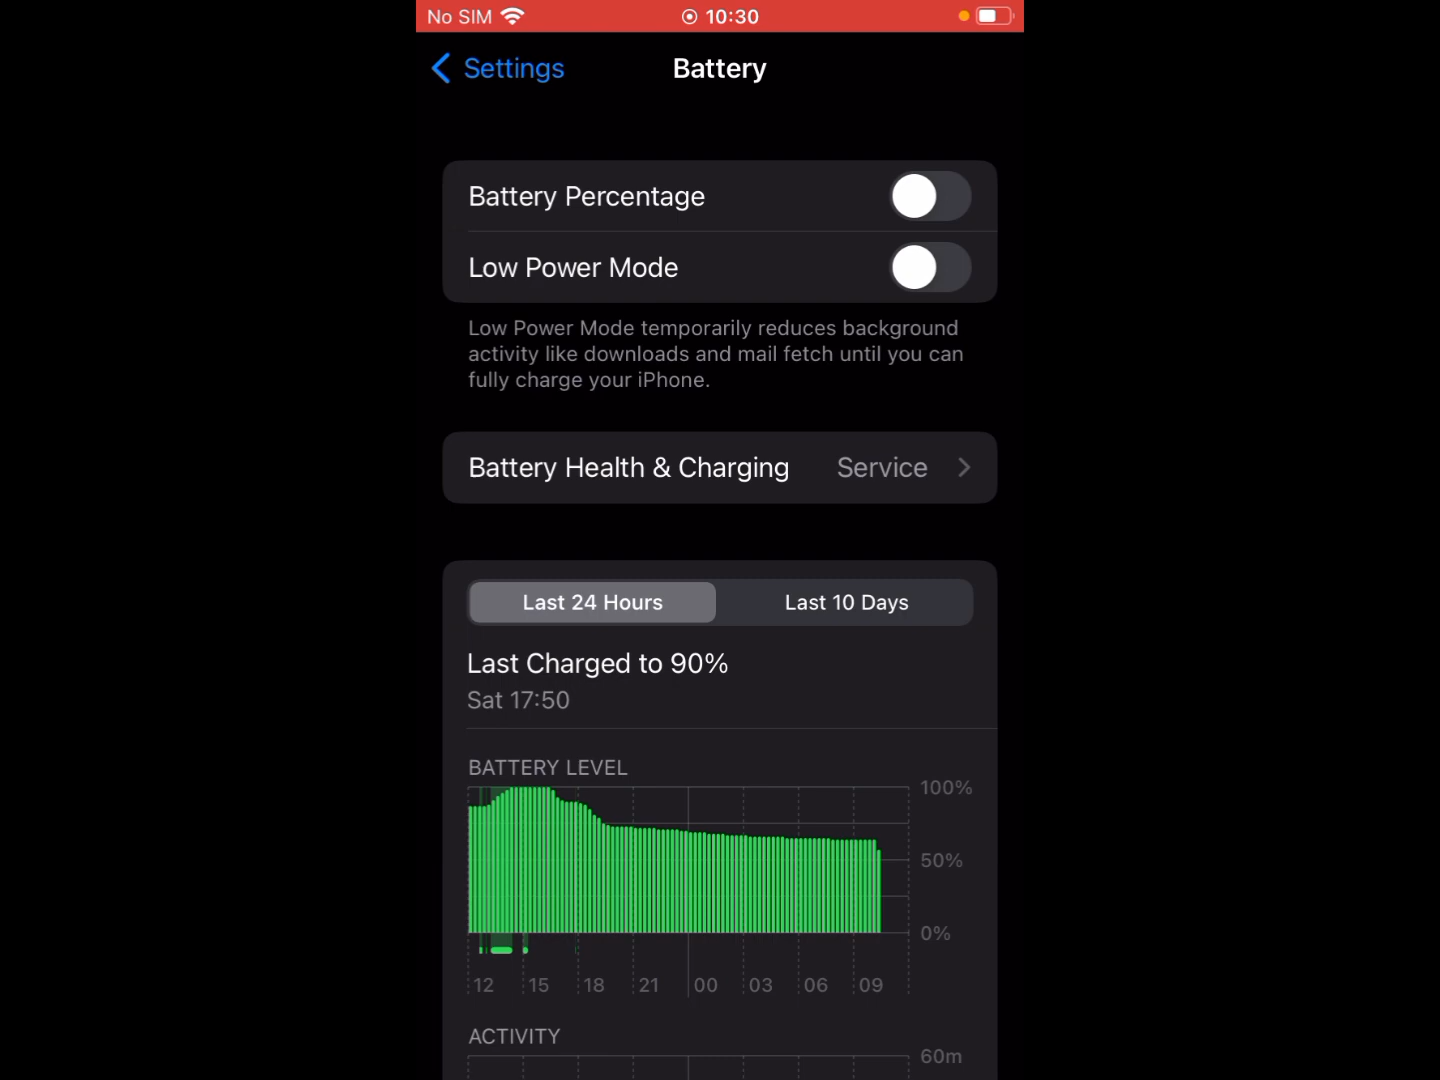 No SIM 10:30
Settings Battery
Battery Percentage
Low Power Mode
Low Power Mode temporarily reduces background
activity like downloads and mail fetch until you can
fully charge your iPhone.
Battery Health & Charging Service
Last 24 Hours Last 10 Days
Last Charged to 90%
Sat 17:50
BATTERY LEVEL
100%
50%
0%
12 15 18 21 00 03 06 09
ACTIVITY
60m